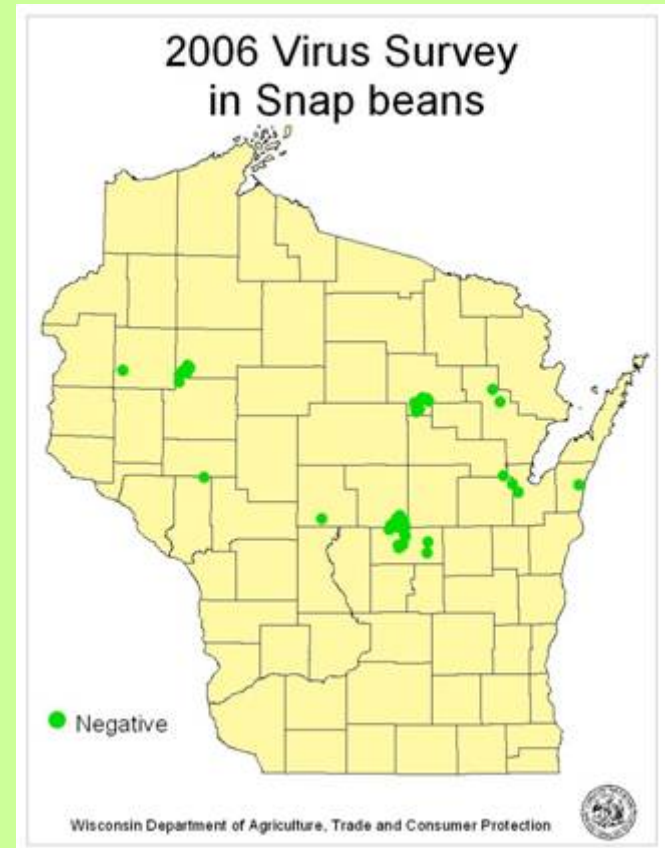 2006 Virus Survey
in Snap beans
Negative
Wisconsin Department of Agriculture, Trade and Consumer Protection